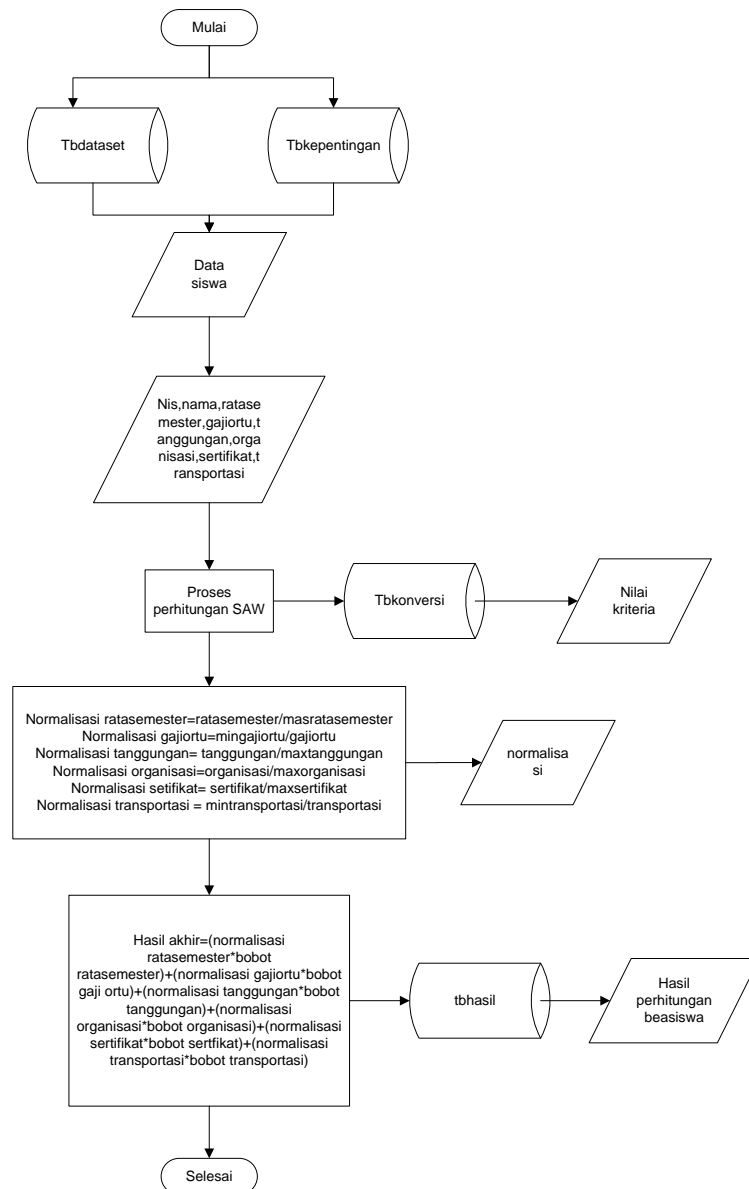 Mulai
Tbdataset
Tbkepentingan
Data
siswa
Nis,nama,ratase
mester,gajiortu,t
anggungan,orga
nisasi,sertifikat,t
ransportasi
Proses
perhitungan SAW
Tbkonversi
Nilai
kriteria
Normalisasi ratasemester=ratasemester/masratasemester
Normalisasi gajiortu=mingajiortu/gajiortu
Normalisasi tanggungan= tanggungan/maxtanggungan
Normalisasi organisasi=organisasi/maxorganisasi
Normalisasi setifikat= sertifikat/maxsertifikat
Normalisasi transportasi = mintransportasi/transportasi
normalisa
si
Hasil akhir=(normalisasi
ratasemester*bobot
ratasemester)+(normalisasi gajiortu*bobot
gaji ortu)+(normalisasi tanggungan*bobot
tanggungan)+(normalisasi
organisasi*bobot organisasi)+(normalisasi
sertifikat*bobot sertfikat)+(normalisasi
transportasi*bobot transportasi)
tbhasil
Hasil
perhitungan
beasiswa
Selesai